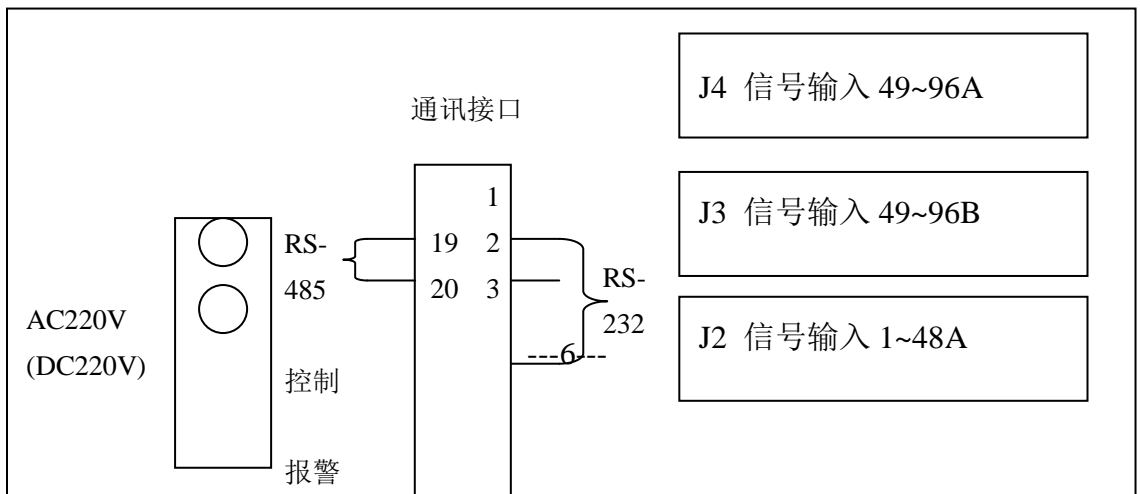 J4 信号输入 49~96A
通讯接口
1
J3 信号输入 49~96B
RS-
485
19 2
20 3
RS-
232
AC220V
(DC220V)
J2 信号输入 1~48A
---6---
控制
报警